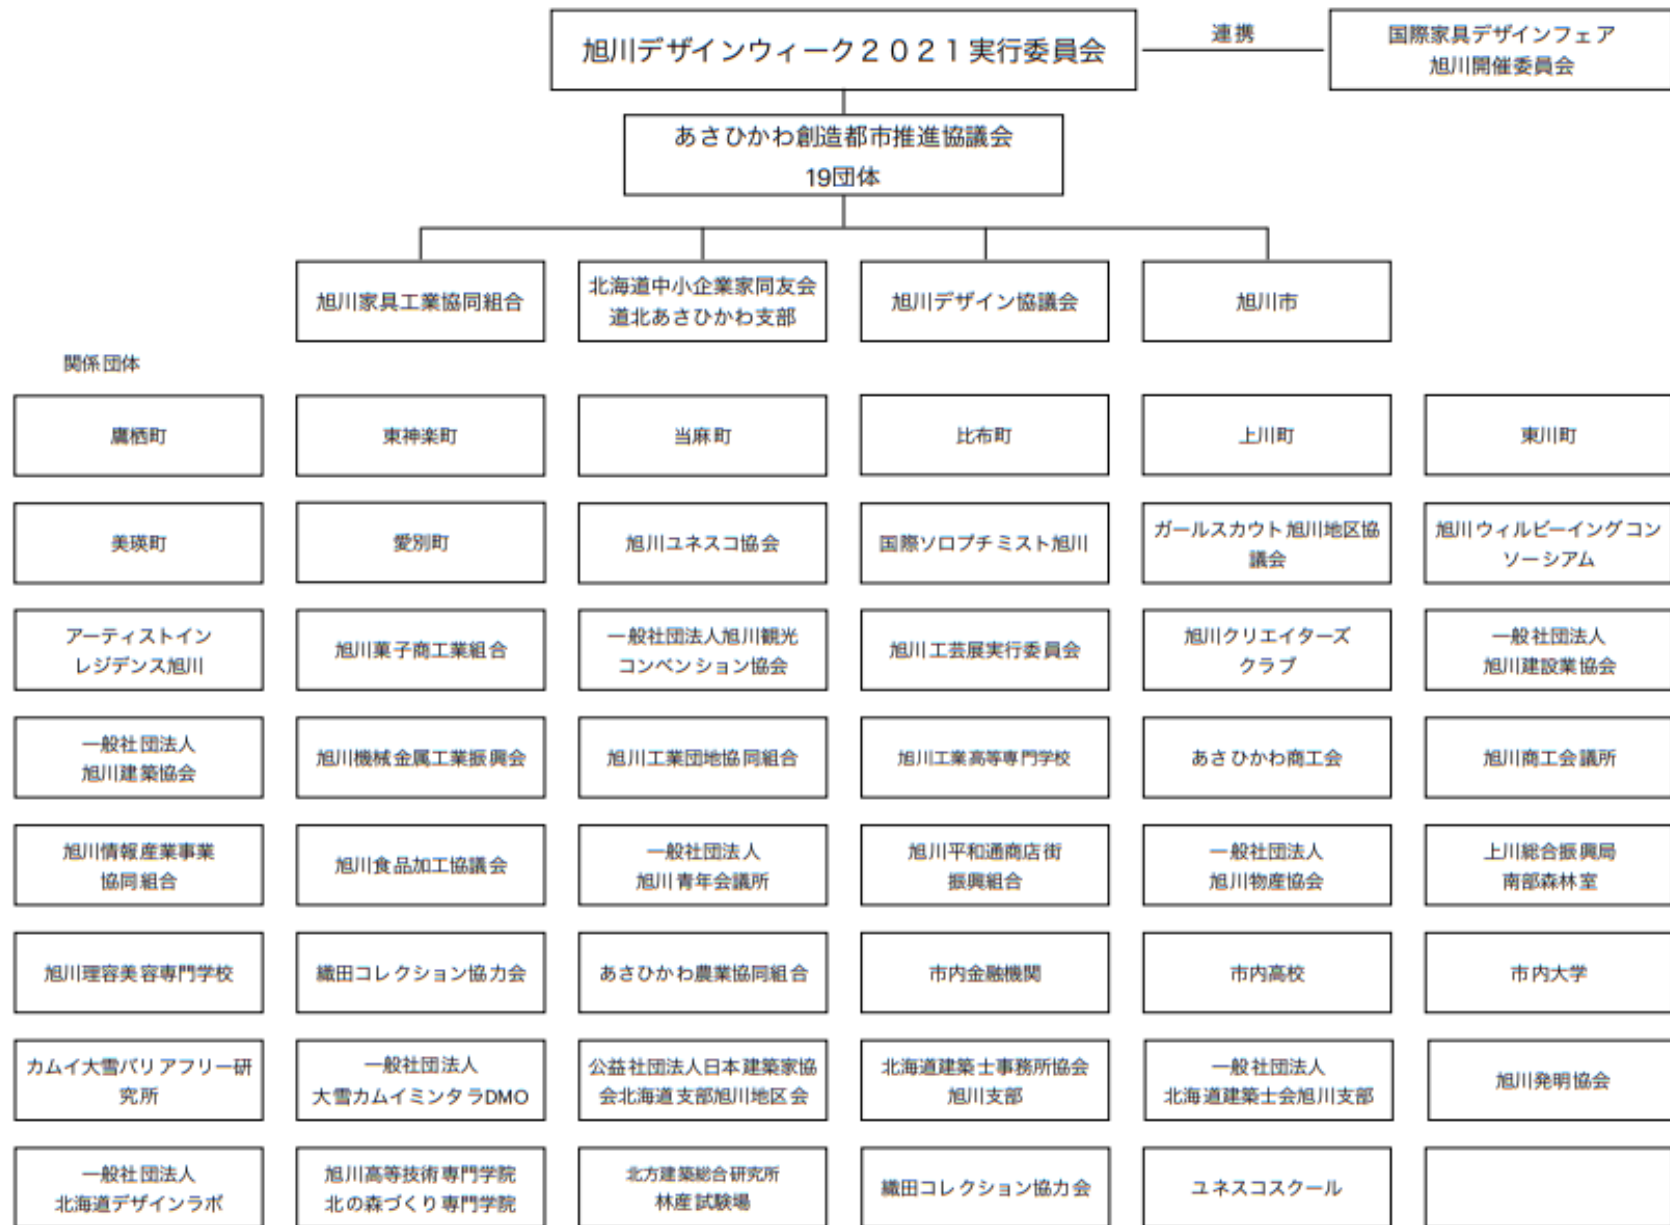 旭川デザインウィーク２０２１実行委員会
連携
国際家具デザインフェア
旭川開催委員会
あさひかわ創造都市推進協議会
19団体
旭川家具工業協同組合
北海道中小企業家同友会
道北あさひかわ支部
旭川デザイン協議会
旭川市
関係団体
鷹栖町
東神楽町
当麻町
比布町
上川町
東川町
美瑛町
愛別町
旭川ユネスコ協会
国際ソロプチミスト旭川
ガールスカウト旭川地区協
議会
旭川ウィルビーイングコン
ソーシアム
アーティストイン
レジデンス旭川
旭川菓子商工業組合
一般社団法人旭川観光
コンベンション協会
旭川工芸展実行委員会
旭川クリエイターズ
クラブ
一般社団法人
旭川建設業協会
一般社団法人
旭川建築協会
旭川機械金属工業振興会
旭川工業団地協同組合
旭川工業高等専門学校
あさひかわ商工会
旭川商工会議所
旭川情報産業事業
協同組合
旭川食品加工協議会
一般社団法人
旭川青年会議所
旭川平和通商店街
振興組合
一般社団法人
旭川物産協会
上川総合振興局
南部森林室
旭川理容美容専門学校
織田コレクション協力会
あさひかわ農業協同組合
市内金融機関
市内高校
市内大学
カムイ大雪バリアフリー研
究所
一般社団法人
大雪カムイミンタラDMO
公益社団法人日本建築家協
会北海道支部旭川地区会
北海道建築士事務所協会
旭川支部
一般社団法人
北海道建築士会旭川支部
旭川発明協会
一般社団法人
北海道デザインラボ
旭川高等技術専門学院
北の森づくり専門学院
北方建築総合研究所
林産試験場
織田コレクション協力会
ユネスコスクール